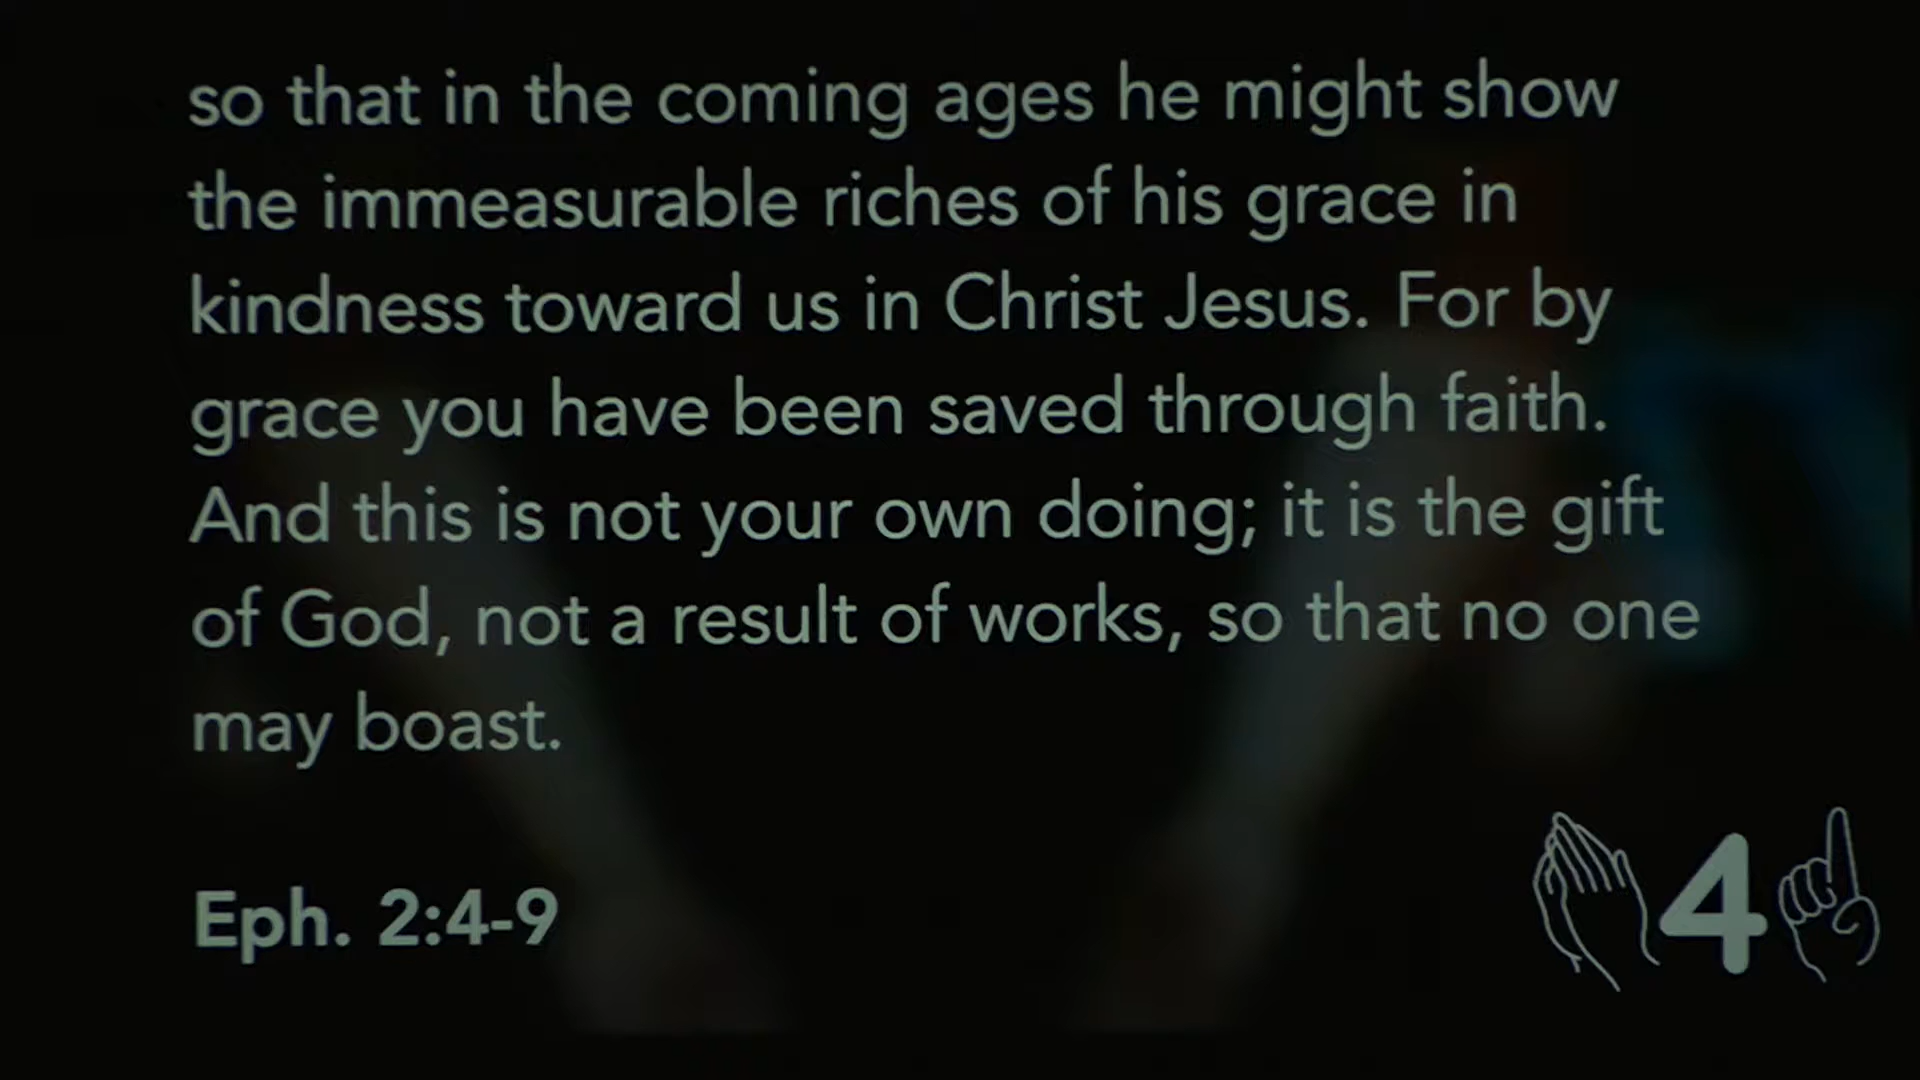 so that in the coming ages he might show
the immeasurable riches of his grace in
kindness toward us in Christ Jesus. For by
grace you have been saved through faith.
And this is not your own doing; it is the gift
of God, not a result of works, so that no one
may boast.
Eph. 2:4-9
4